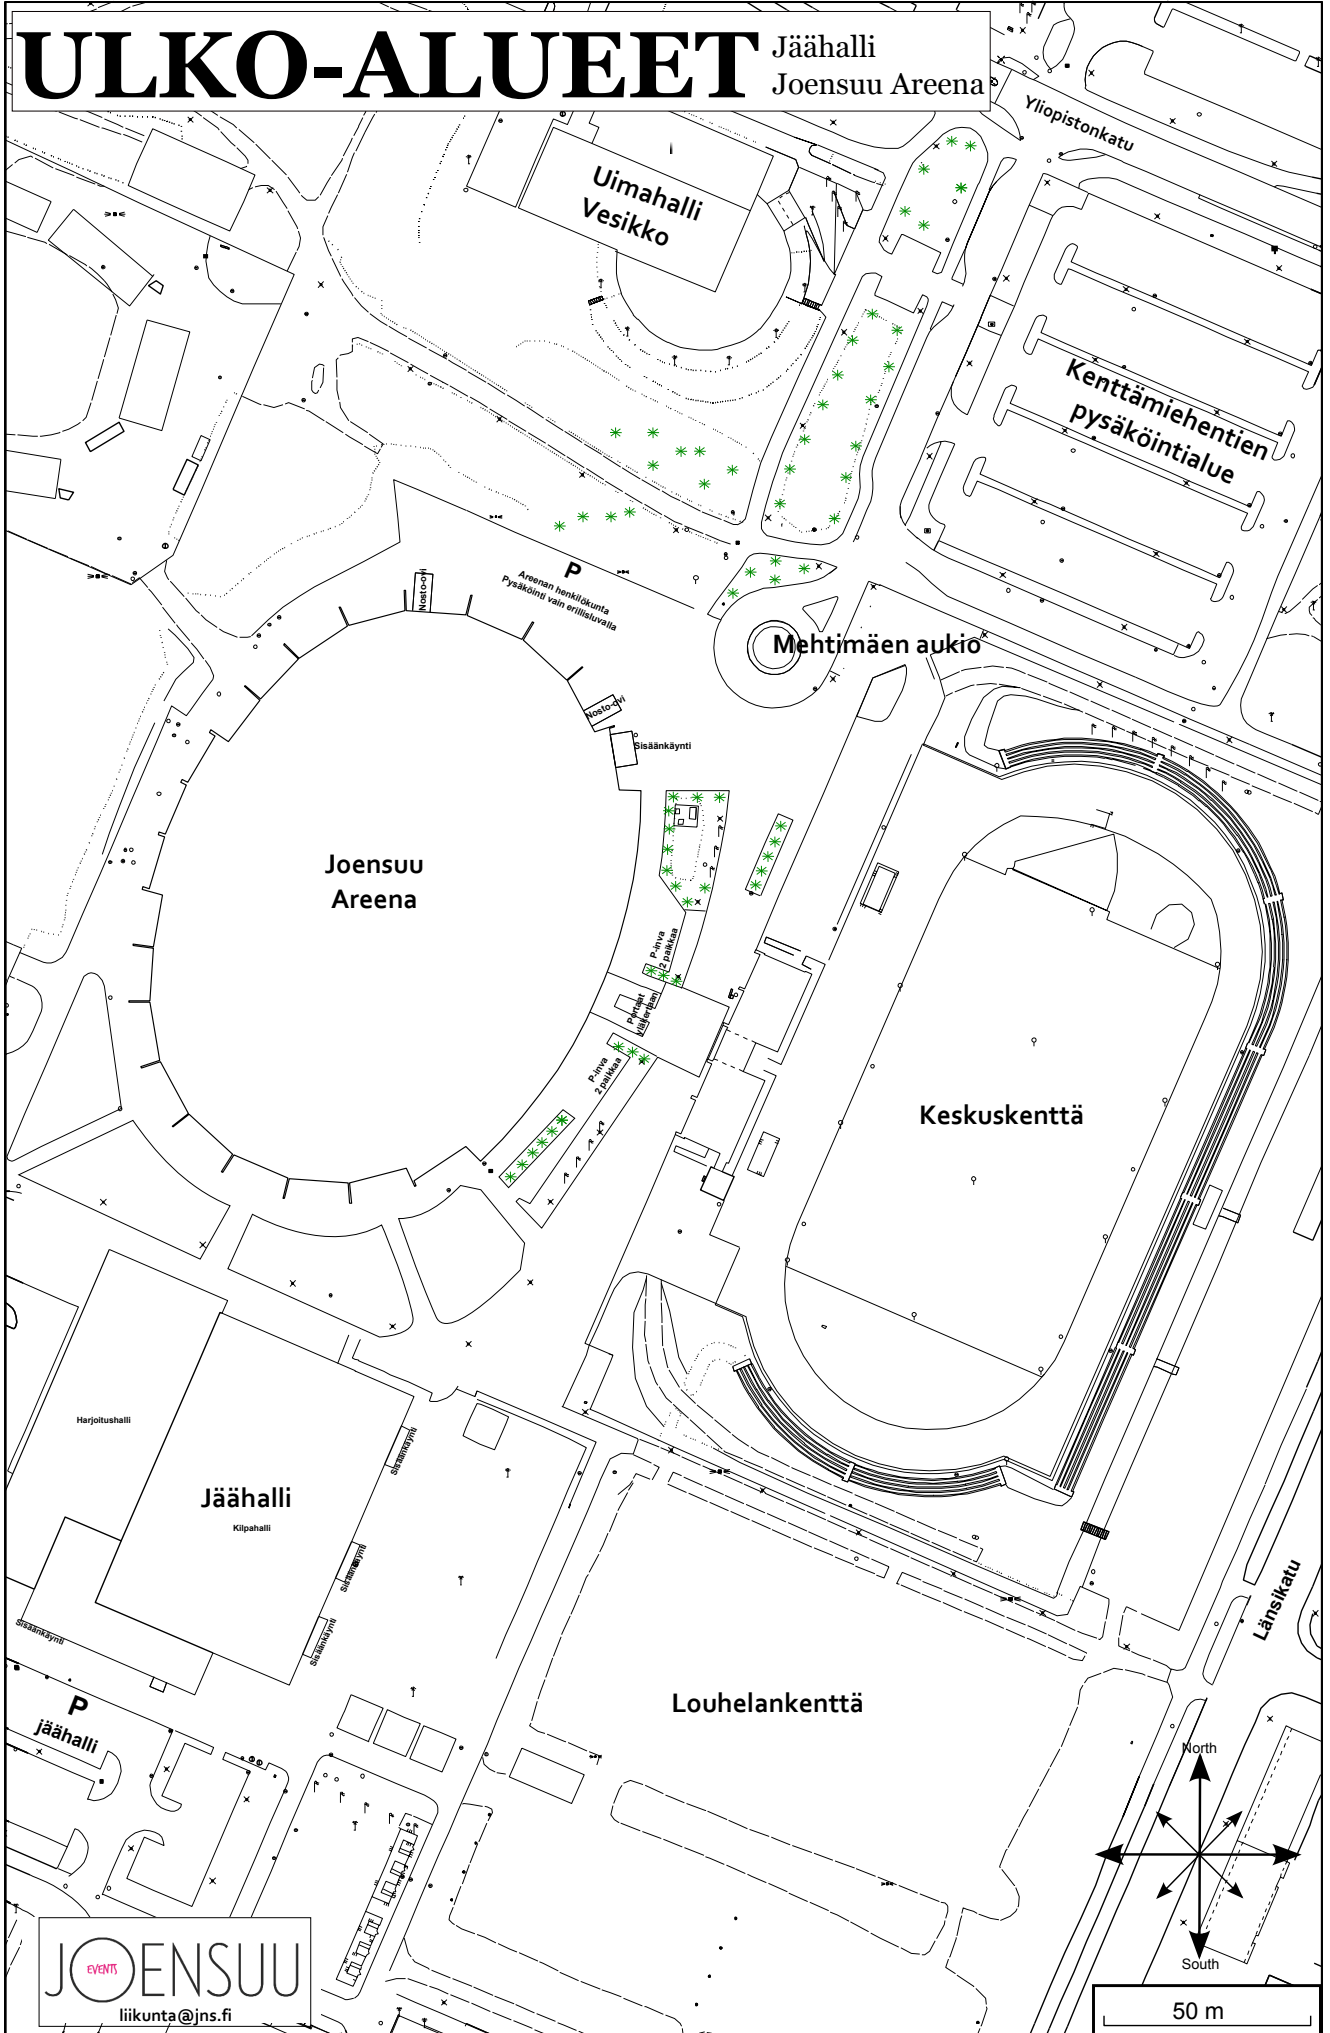 ULKO-ALUEET
Jäähalli
Joensuu Areena
Yliopistonkatu
Uimahalli
Vesikko
Kenttämiehentien
pysäköintialue
P
Areenan henkilökunta
Pysäköinti vain erillisluvalla
Nosto-ovi
Mehtimäen aukio
Nosto-ovi
Sisäänkäynti
Joensuu
Areena
P-inva
2 paikkaa
Portaat
yläkertaan
P-inva
2 paikkaa
Keskuskenttä
Harjoitushalli
Sisäänkäynti
Jäähalli
Kilpahalli
Sisäänkäynti
Sisäänkäynti
Sisäänkäynti
Länsikatu
P
jäähalli
Louhelankenttä
North
South
JOENSUU
EVENTS
liikunta@jns.fi
50 m